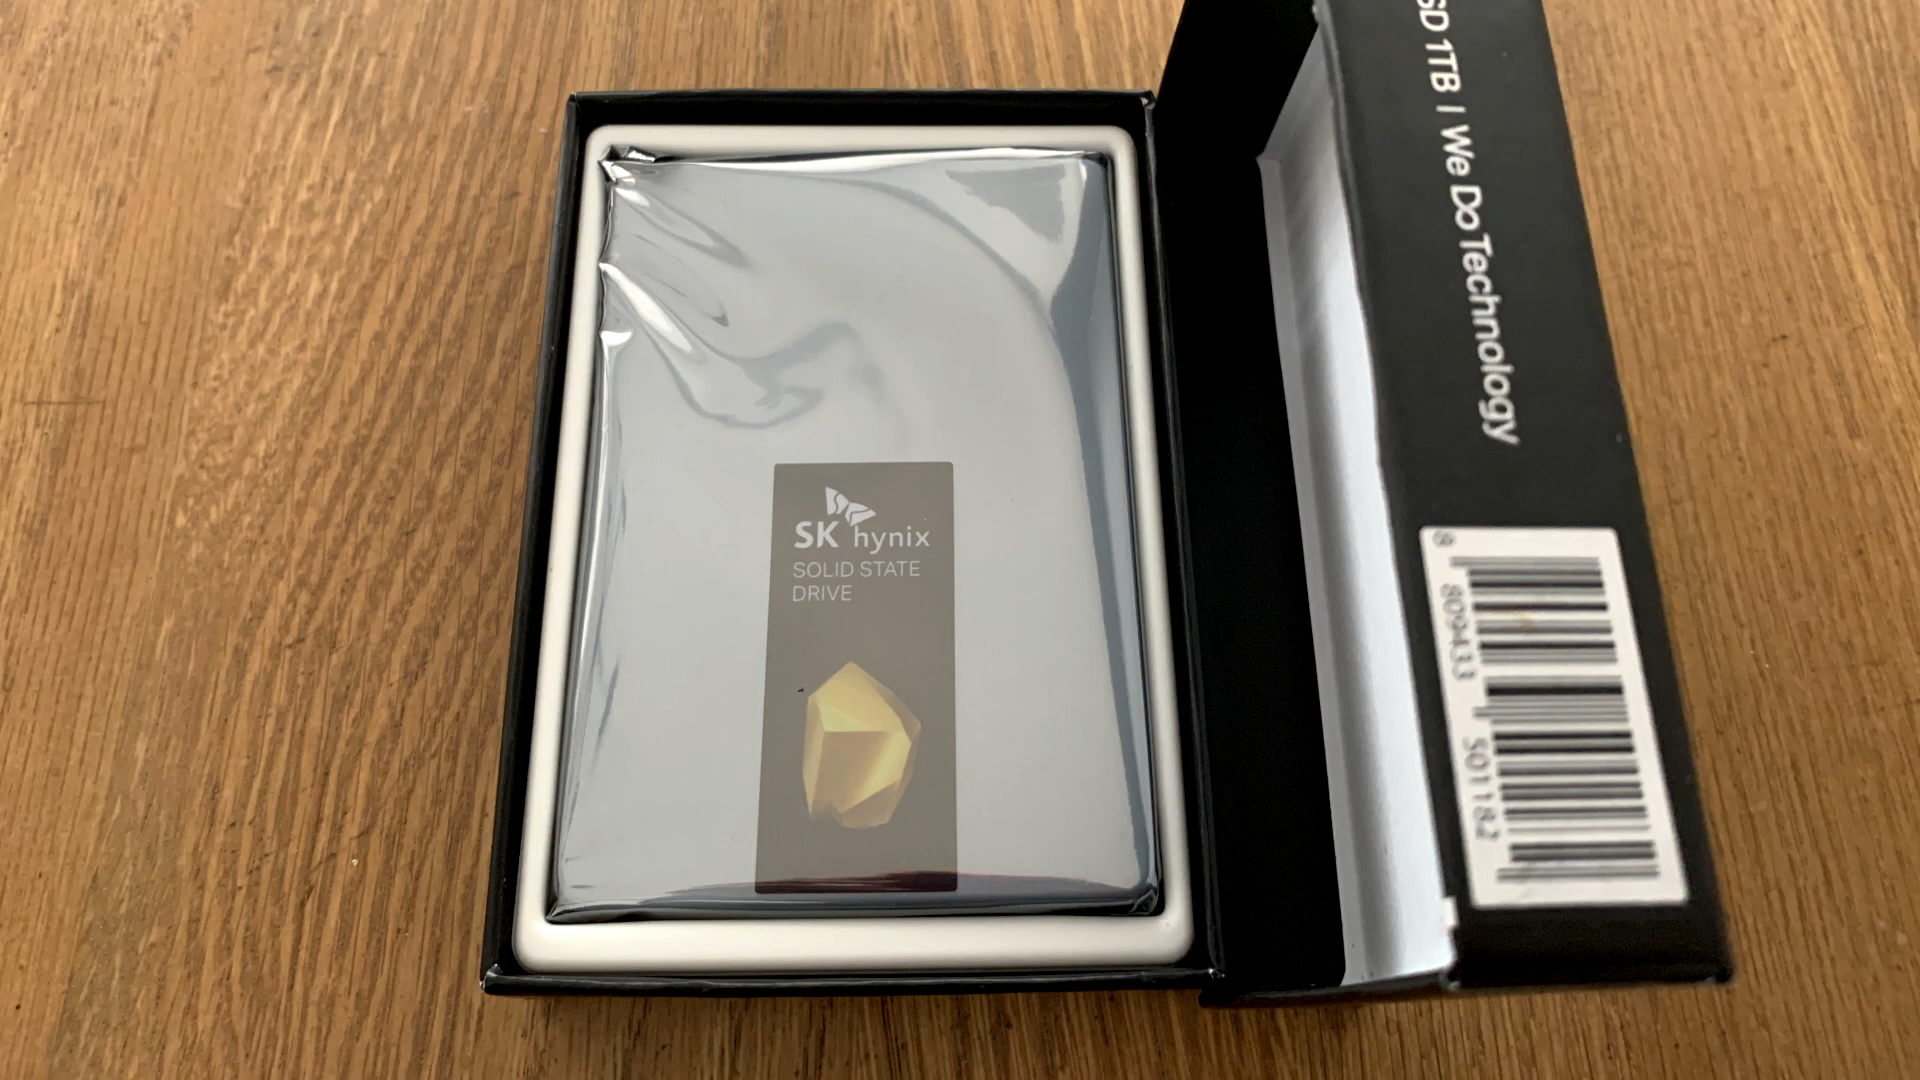 SK hynix
SOLID STATE
DRIVE
SD 1TB | We Do Technology
8 809433 501182